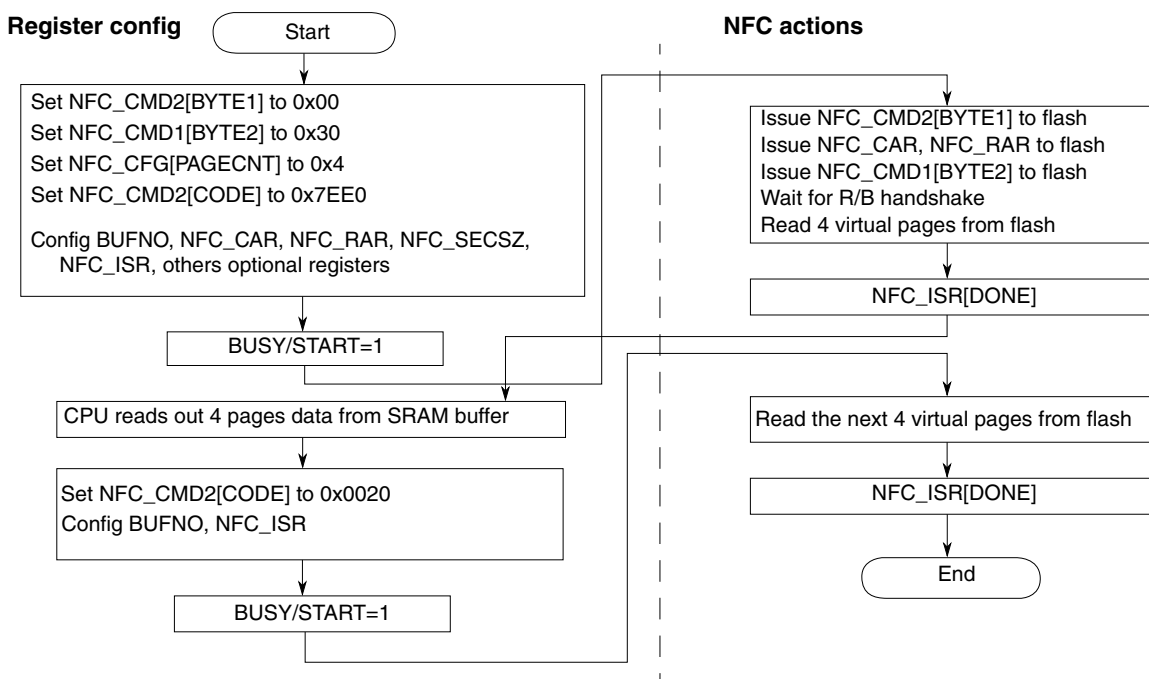 Register config
Start
Set NFC_CMD2[BYTE1] to 0x00
Set NFC_CMD1[BYTE2] to 0x30
Set NFC_CFG[PAGECNT] to 0x4
Set NFC_CMD2[CODE] to 0x7EE0
Config BUFNO, NFC_CAR, NFC_RAR, NFC_SECSZ,
NFC_ISR, others optional registers
BUSY/START=1
CPU reads out 4 pages data from SRAM buffer
Set NFC_CMD2[CODE] to 0x0020
Config BUFNO, NFC_ISR
BUSY/START=1
NFC actions
Issue NFC_CMD2[BYTE1] to flash
Issue NFC_CAR, NFC_RAR to flash
Issue NFC_CMD1[BYTE2] to flash
Wait for R/B handshake
Read 4 virtual pages from flash
NFC_ISR[DONE]
Read the next 4 virtual pages from flash
NFC_ISR[DONE]
End